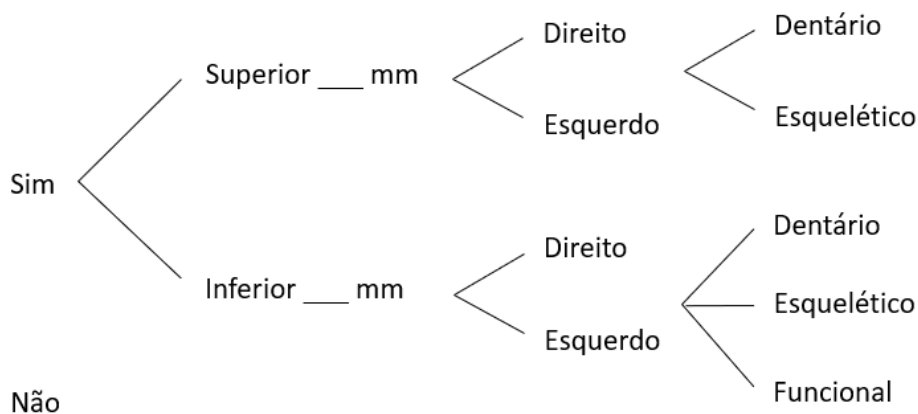 Sim
Superior ___ mm
Direito
Esquerdo
Dentário
Esquelético
Inferior ___ mm
Direito
Esquerdo
Dentário
Esquelético
Funcional
Não